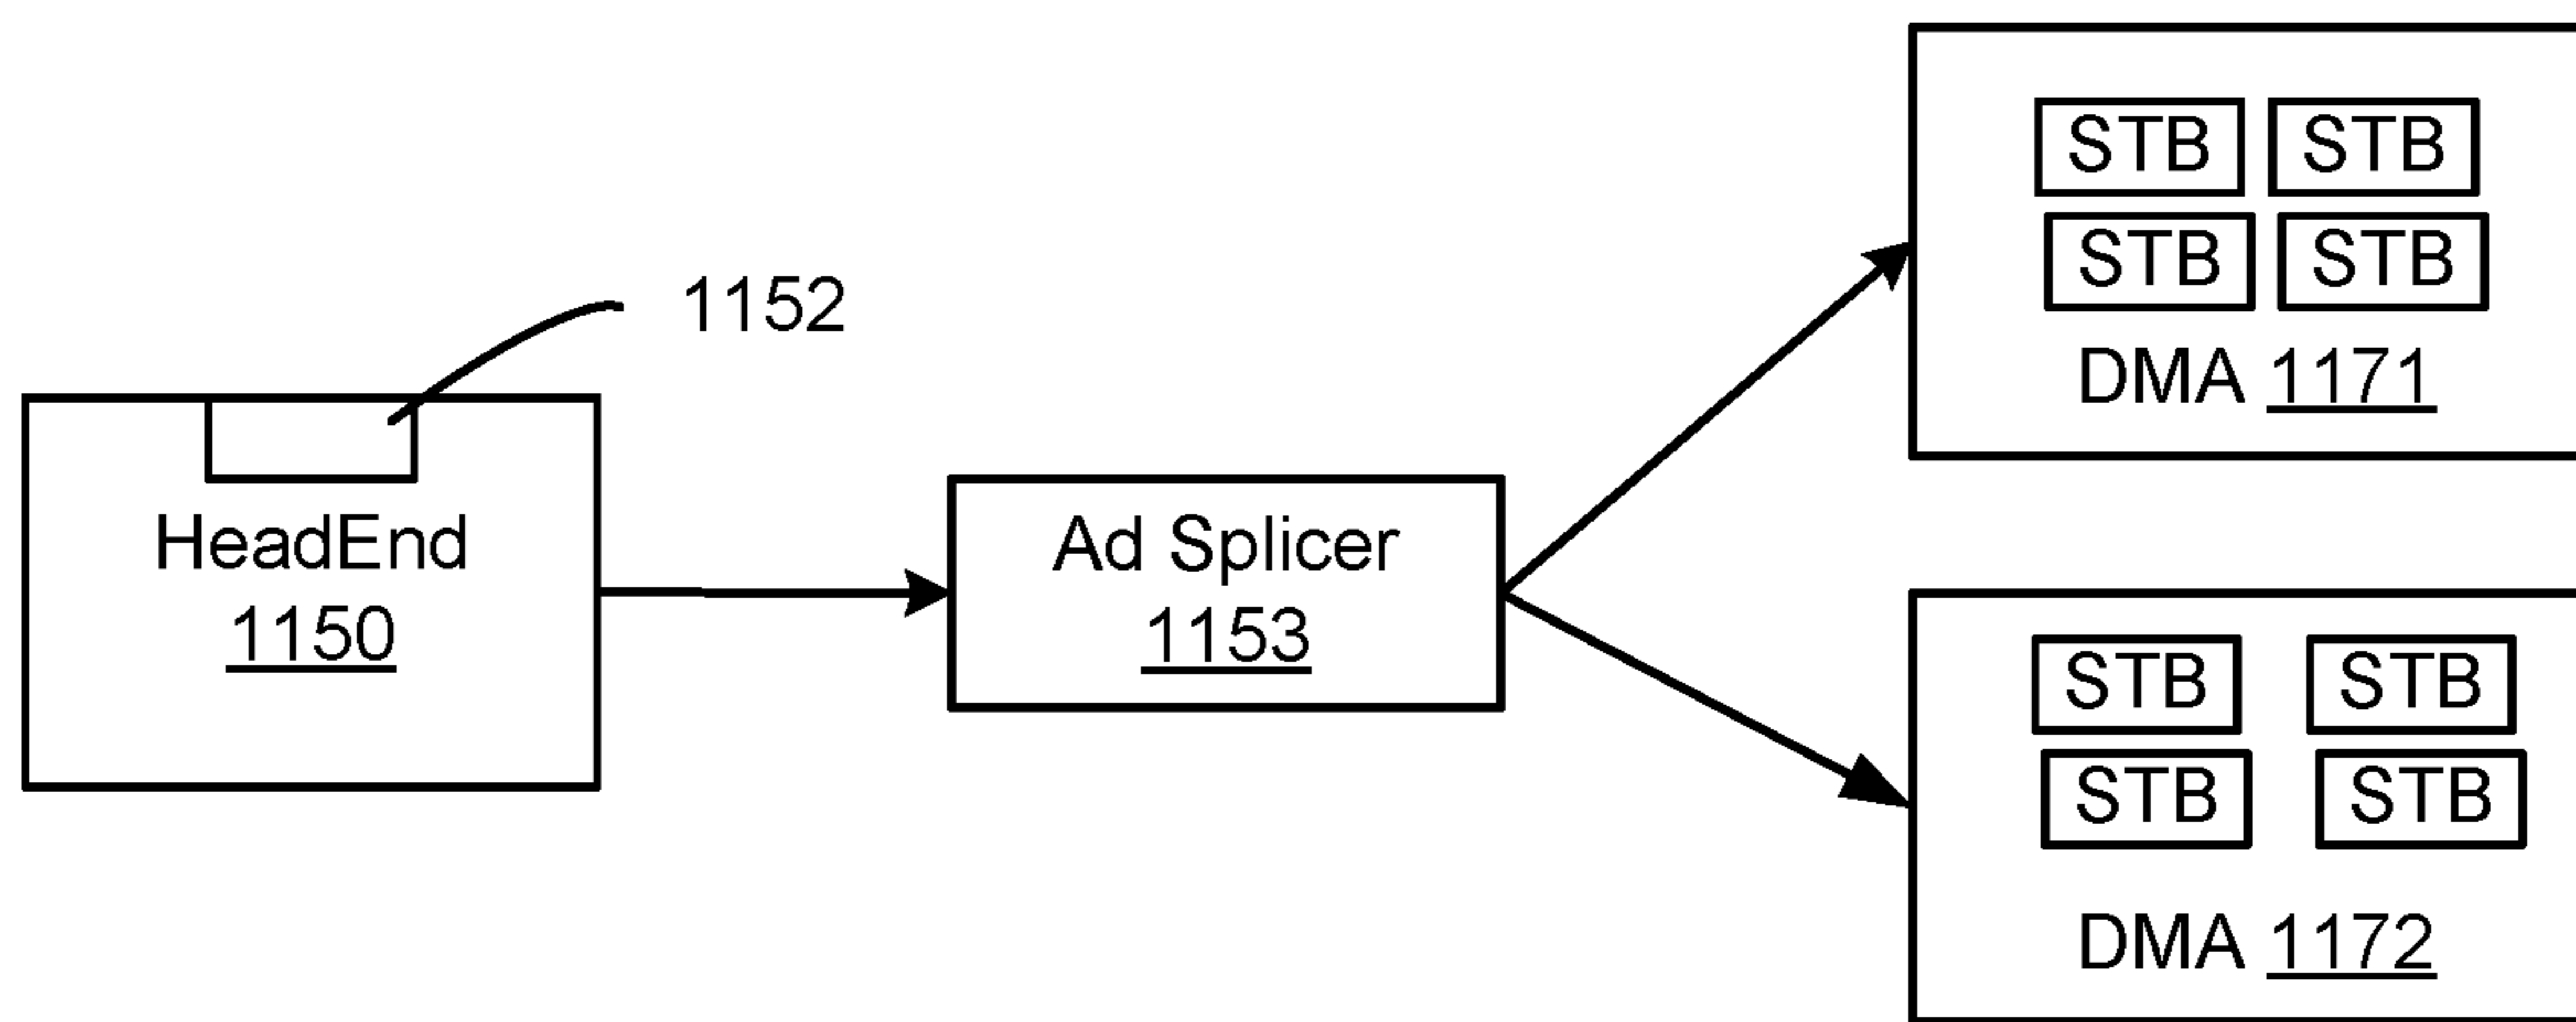 1152
HeadEnd
1150
Ad Splicer
1153
STB STB
STB STB
DMA 1171
STB STB
STB STB
DMA 1172